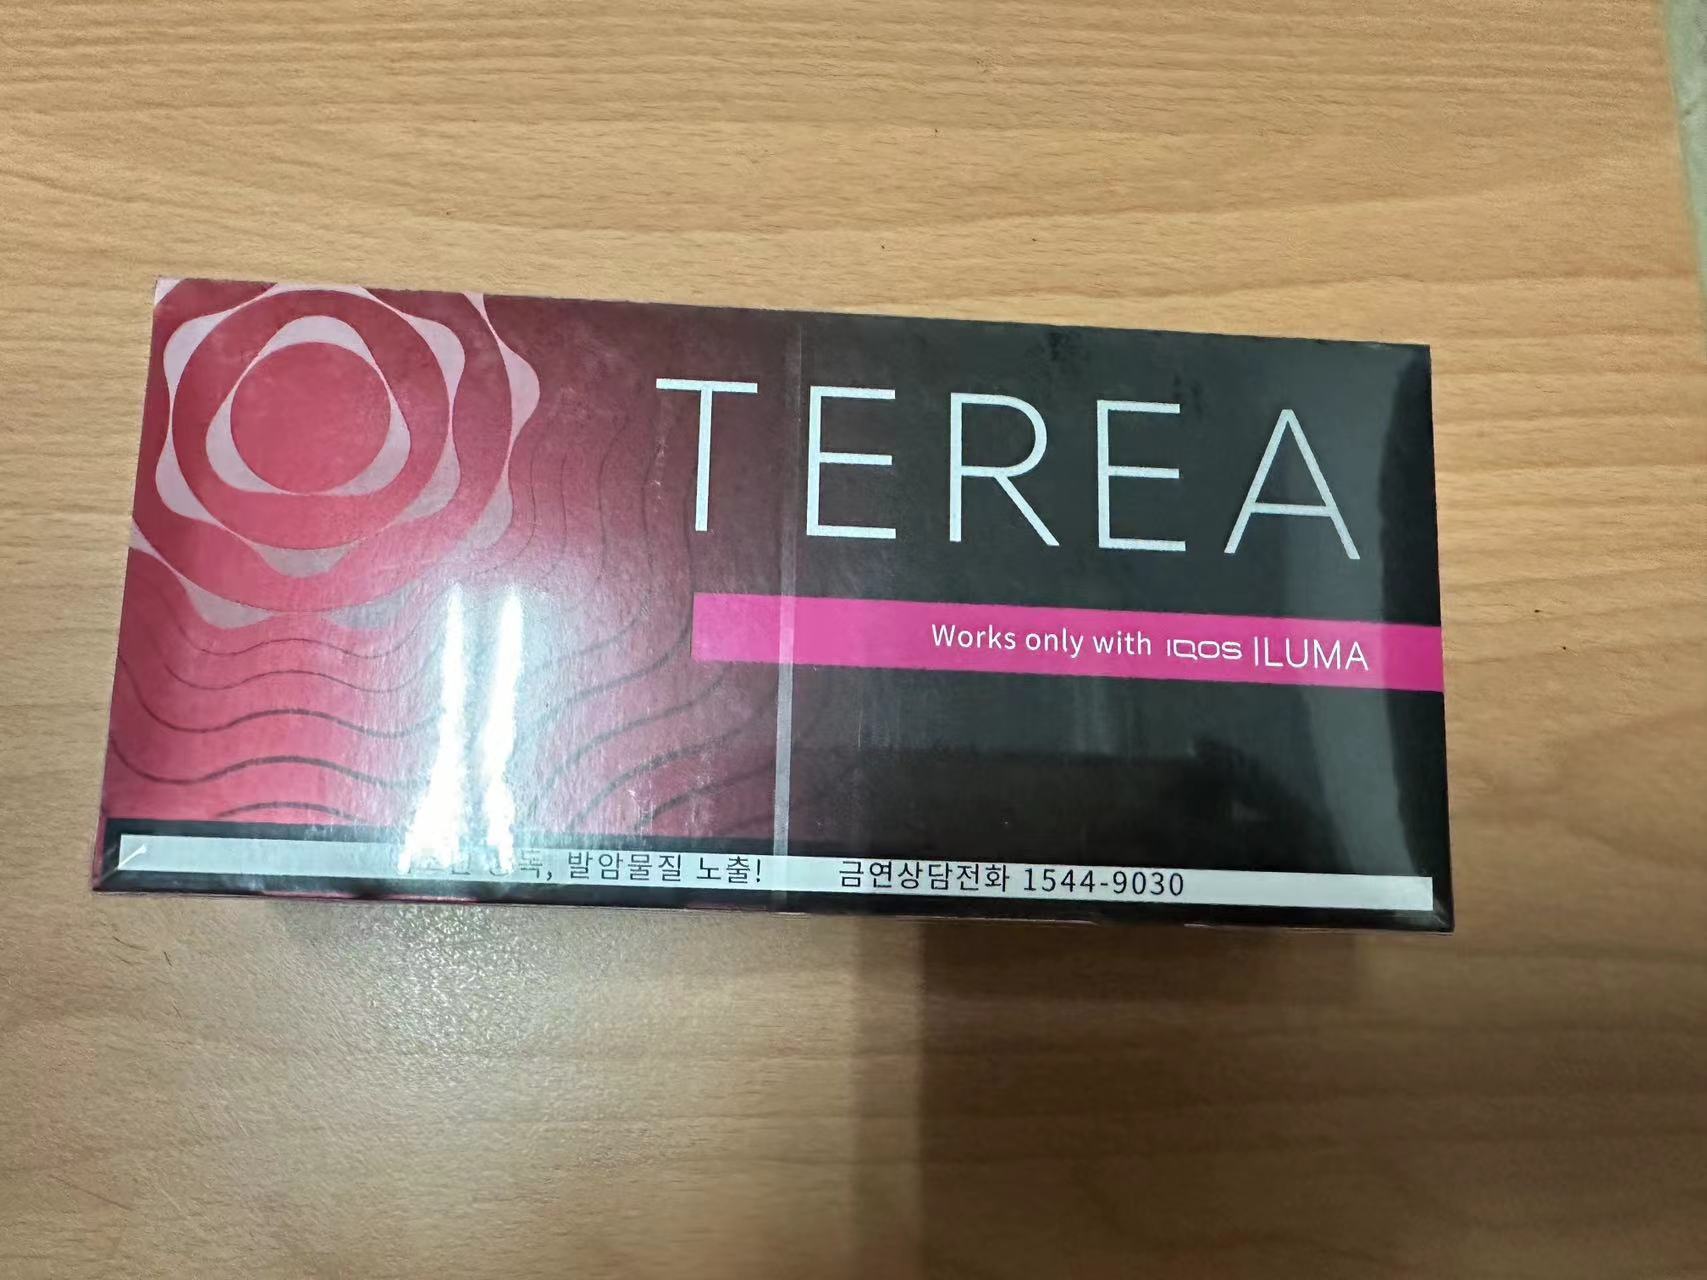 TEREA
Works only with IQOS ILUMA
발암물질 노출! 금연상담전화 1544-9030